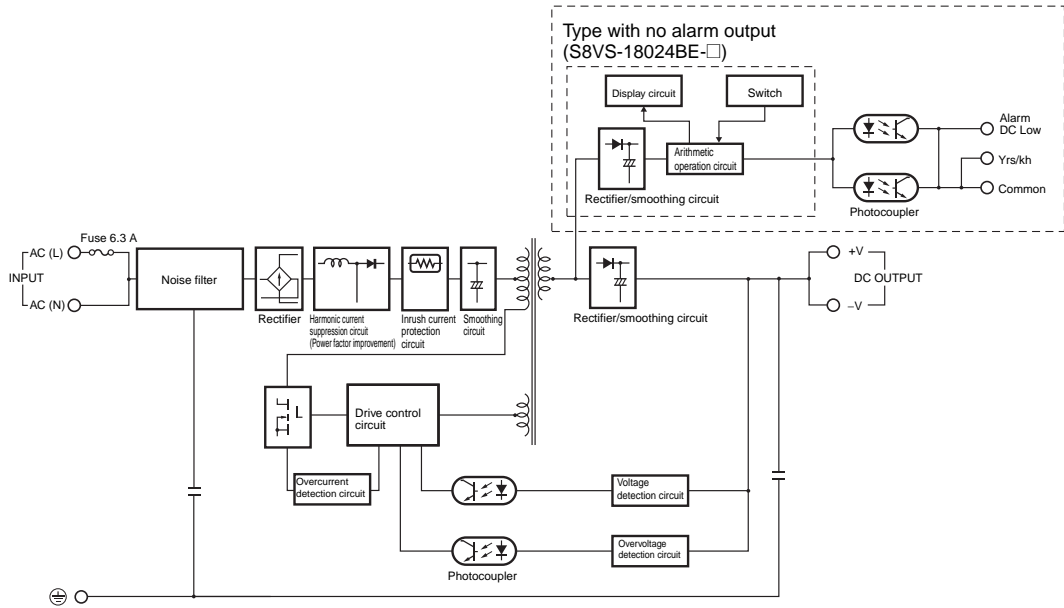 Type with no alarm output
(S8VS-18024BE-□)
Display circuit
Switch
Arithmetic
operation circuit
Rectifier/smoothing circuit
Alarm
DC Low
Yrs/kh
Common
Photocoupler
Fuse 6.3 A
AC (L)
INPUT
AC (N)
Noise filter
Rectifier
Harmonic current
suppression circuit
(Power factor improvement)
Inrush current
protection
circuit
Smoothing
circuit
Rectifier/smoothing circuit
+V
DC OUTPUT
–V
Drive control
circuit
Overcurrent
detection circuit
Voltage
detection circuit
Overvoltage
detection circuit
Photocoupler